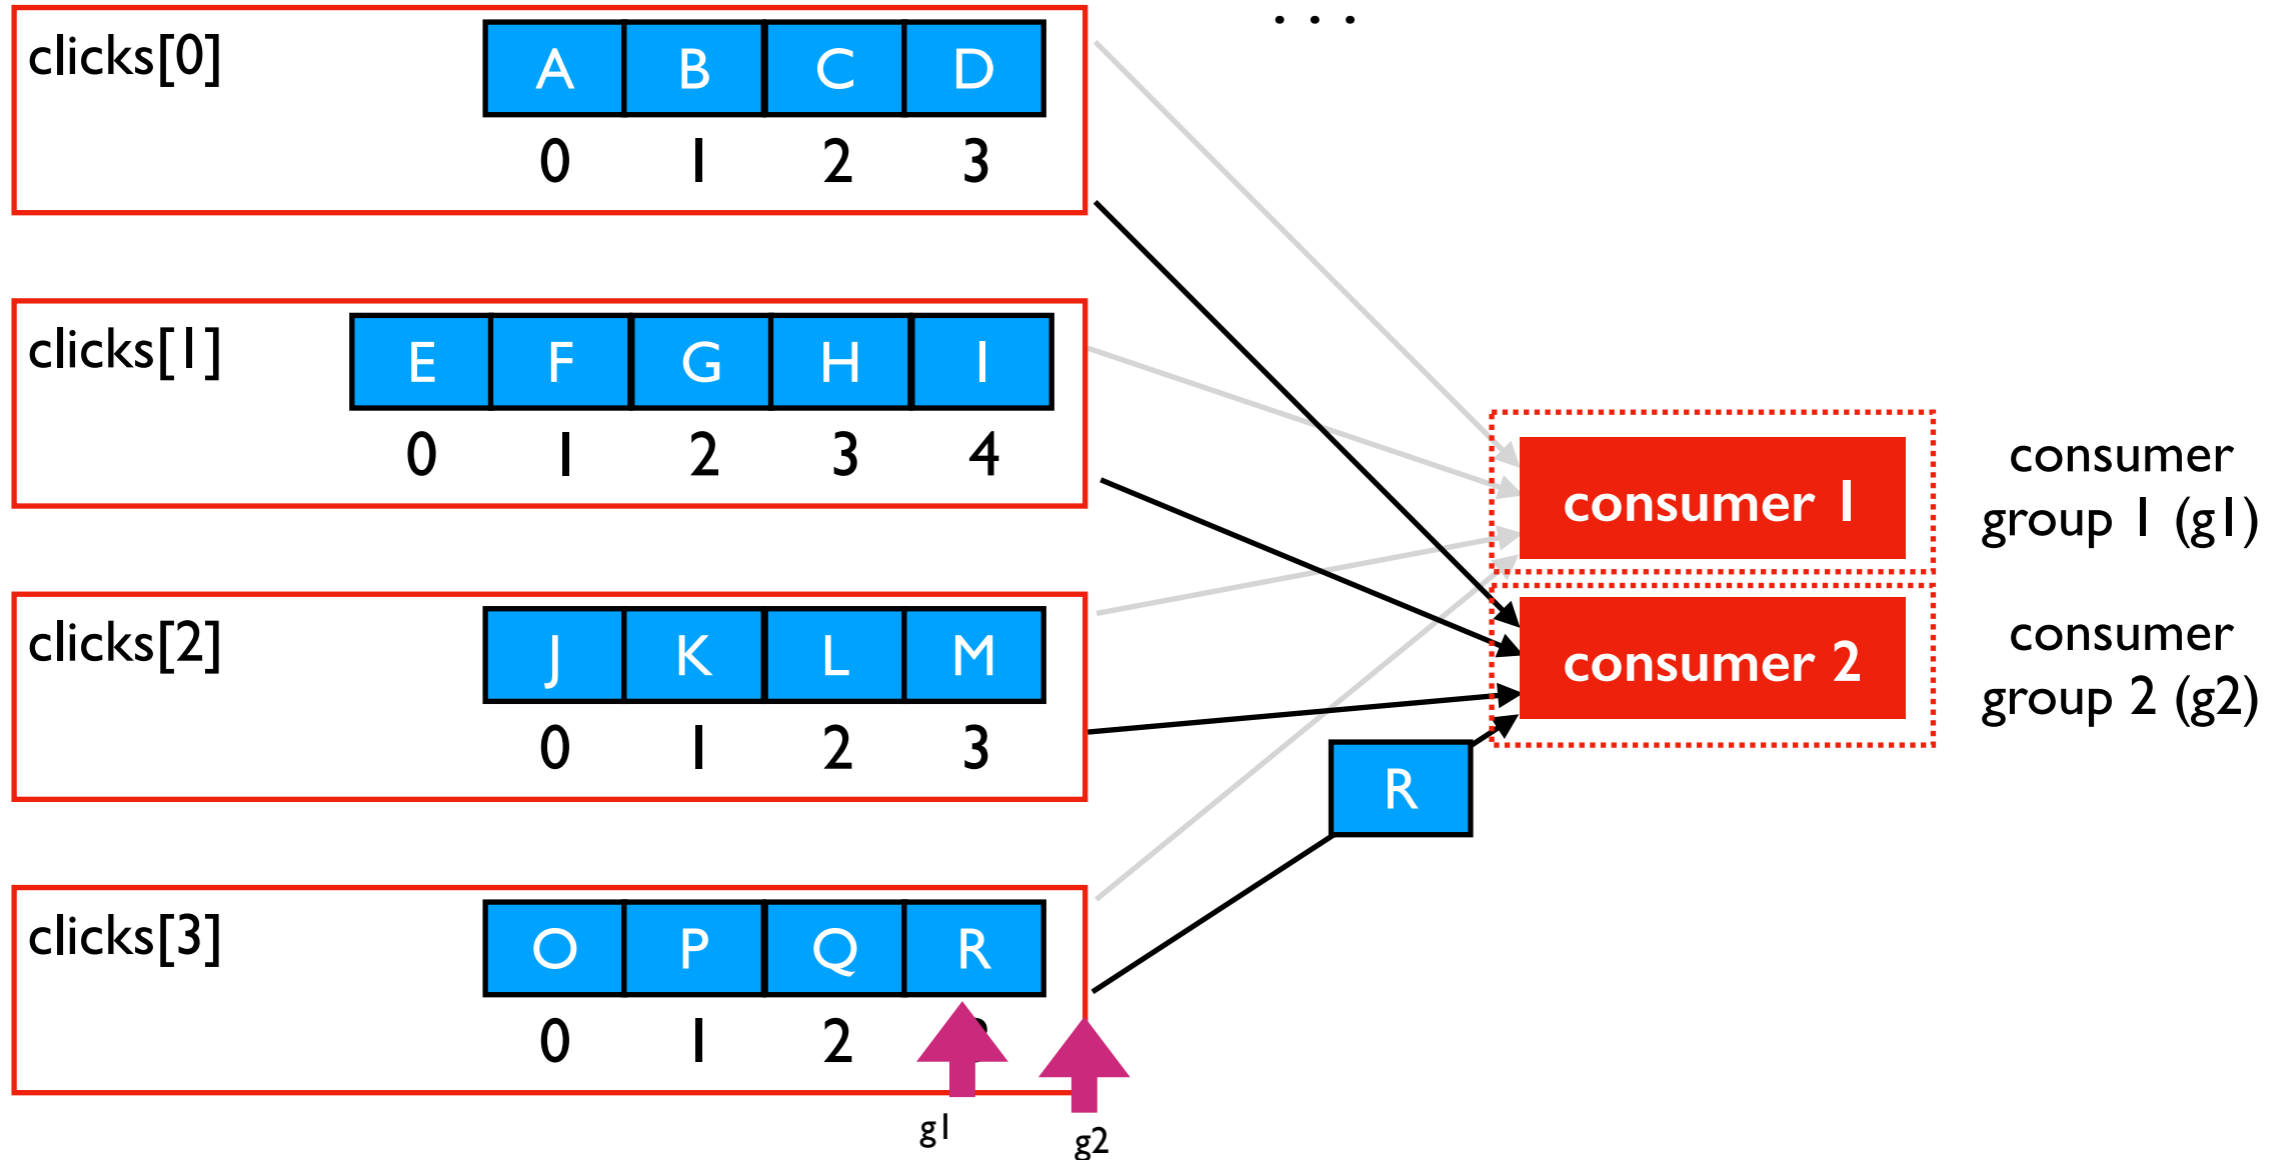 . . .
clicks[0]
A B C D
0 1 2 3
clicks[1]
E F G H I
0 1 2 3 4
consumer 1
consumer
group 1 (g1)
clicks[2]
J K L M
0 1 2 3
consumer 2
consumer
group 2 (g2)
R
clicks[3]
O P Q R
0 1 2
g1
g2